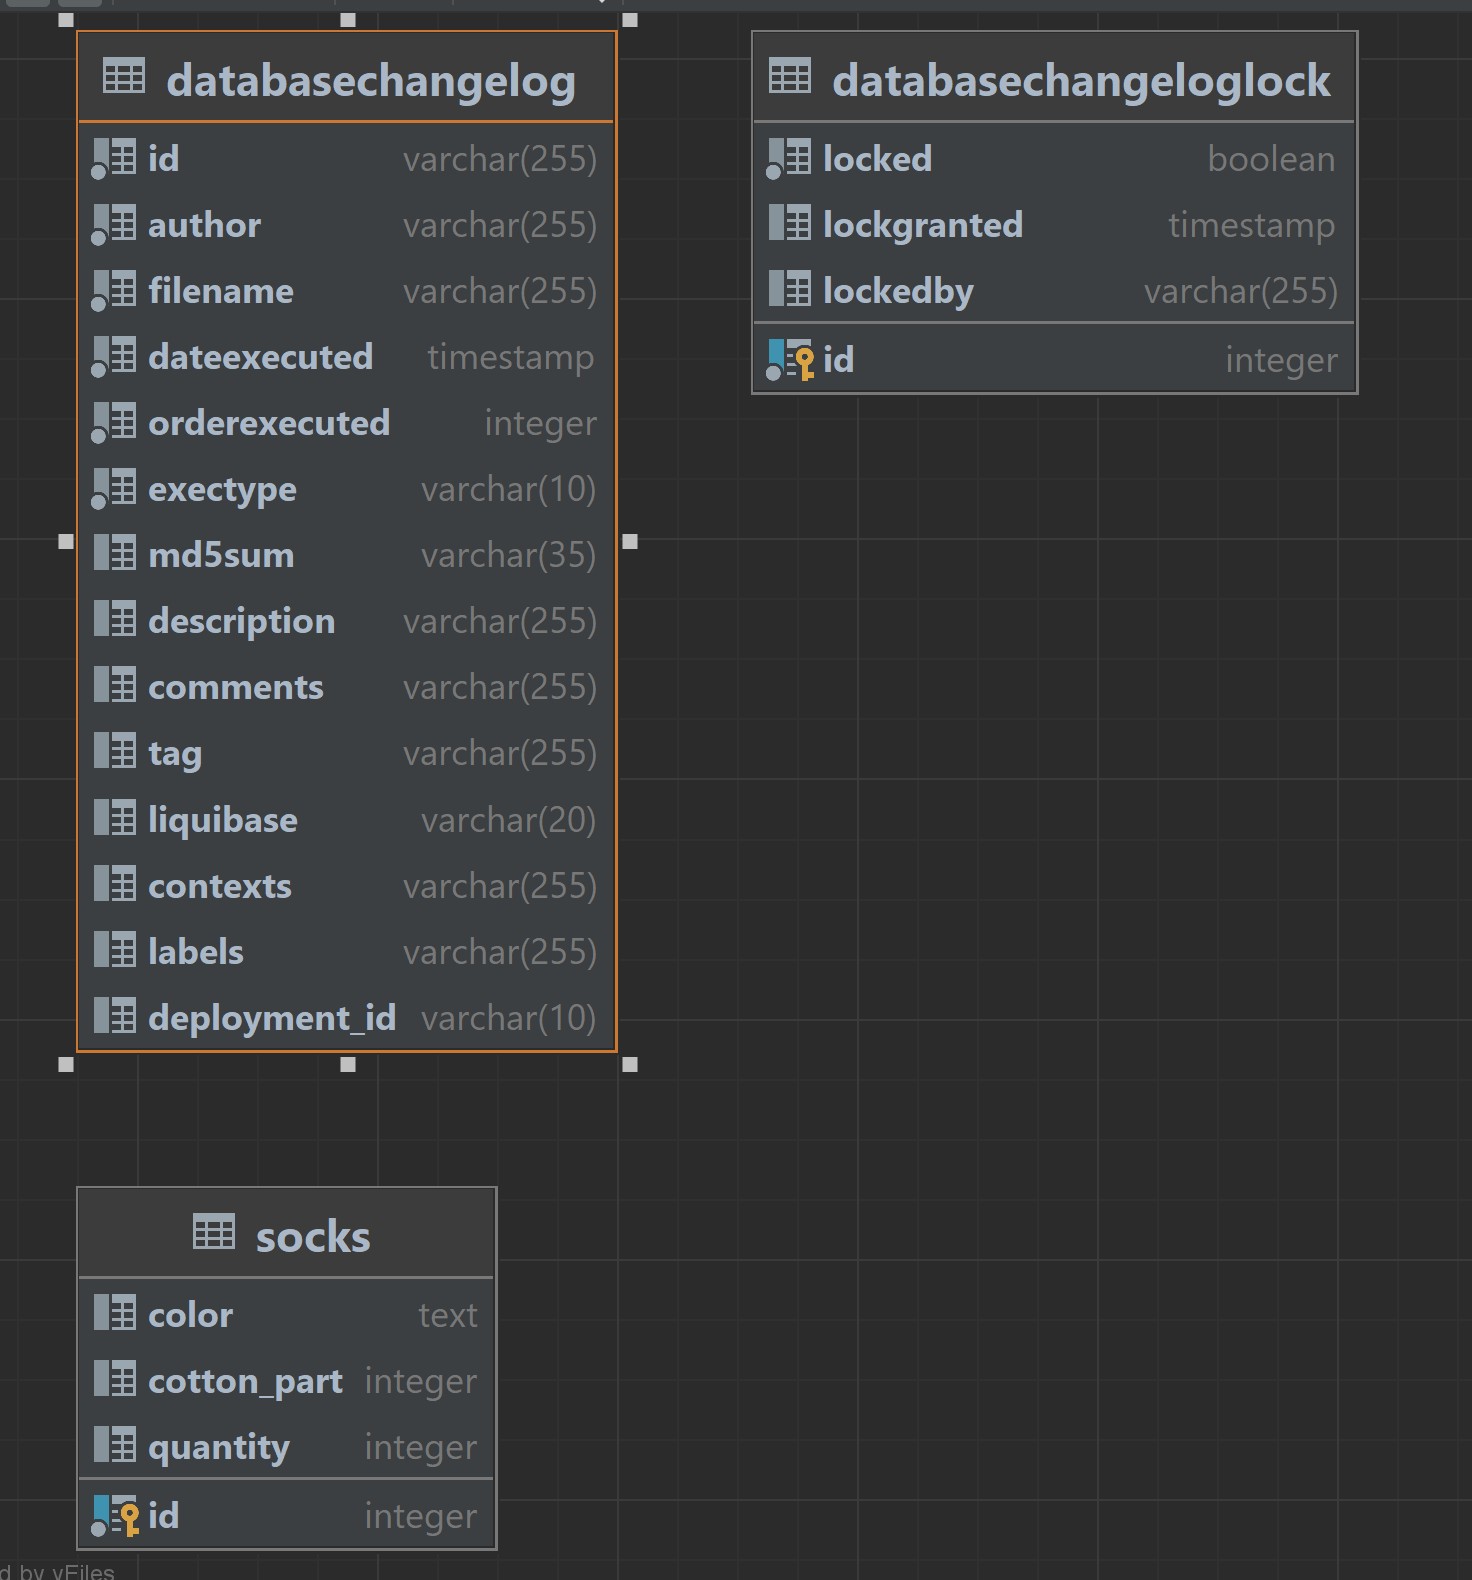 databasechangelog
id varchar(255)
author varchar(255)
filename varchar(255)
dateexecuted timestamp
orderexecuted integer
exectype varchar(10)
md5sum varchar(35)
description varchar(255)
comments varchar(255)
tag varchar(255)
liquibase varchar(20)
contexts varchar(255)
labels varchar(255)
deployment_id varchar(10)
databasechangeloglock
locked boolean
lockgranted timestamp
lockedby varchar(255)
id integer
socks
color text
cotton_part integer
quantity integer
id integer
d by yFiles